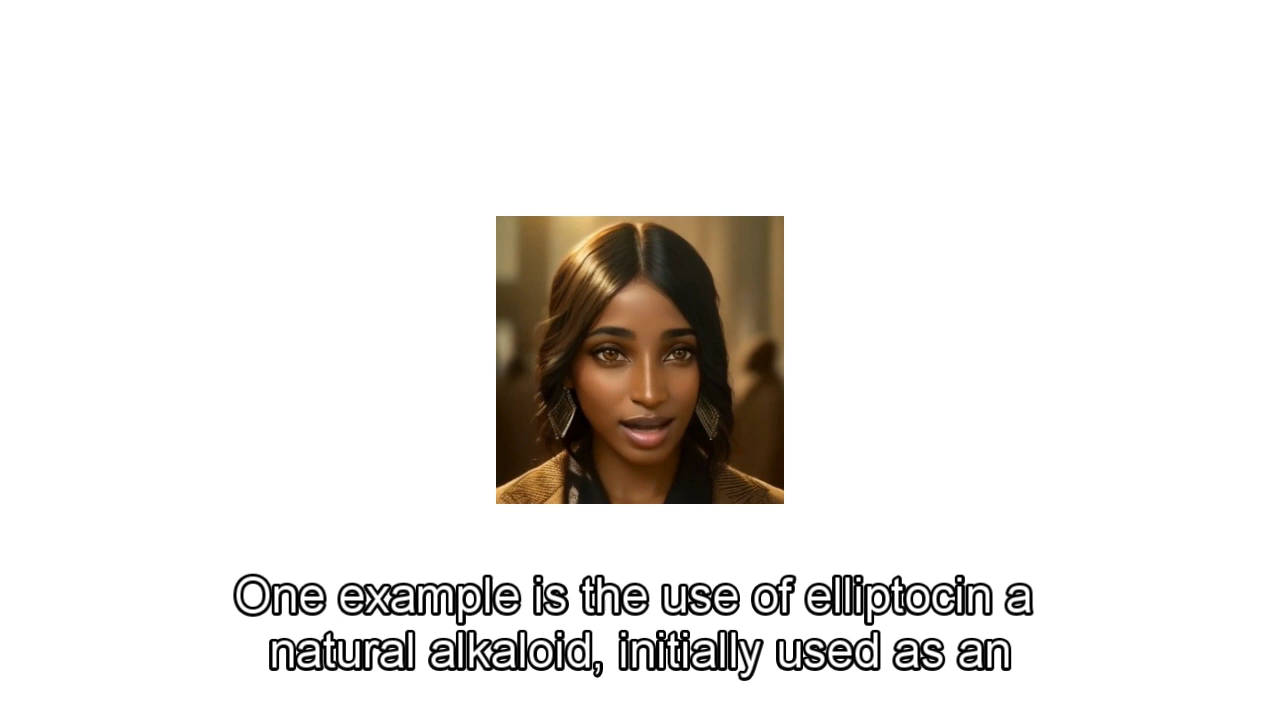 One example is the use of elliptocin a
natural alkaloid, initially used as an